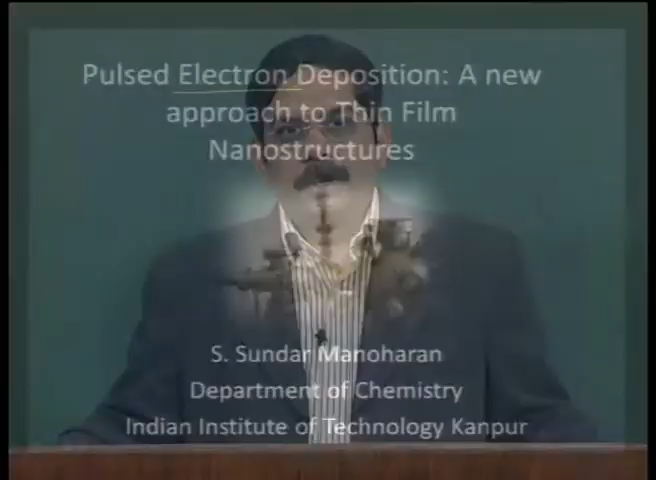 Pulsed Electron Deposition: A new
approach to Thin Film
Nanostructures
S. Sundar Manoharan
Department of Chemistry
Indian Institute of Technology Kanpur